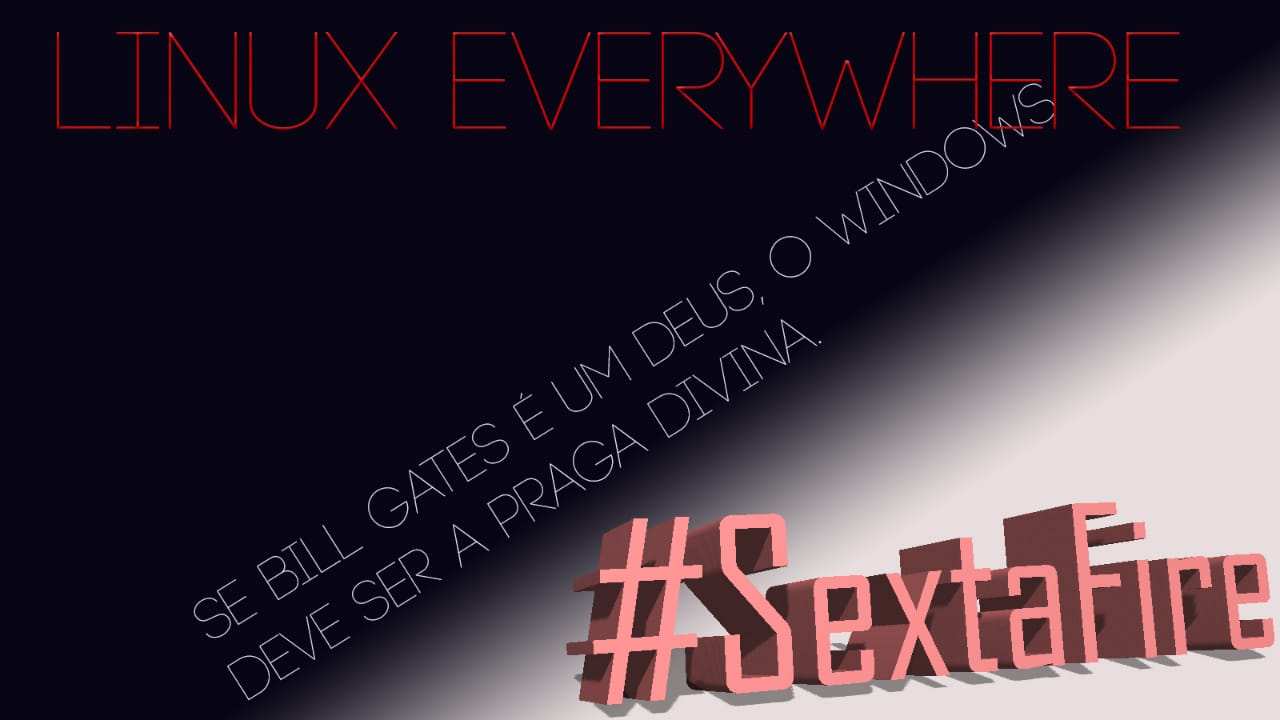 LINUX EVERYWHERE
SE BILL GATES É UM DEUS, O WINDOWS
DEVE SER A PRAGA DIVINA.
#SextaFire